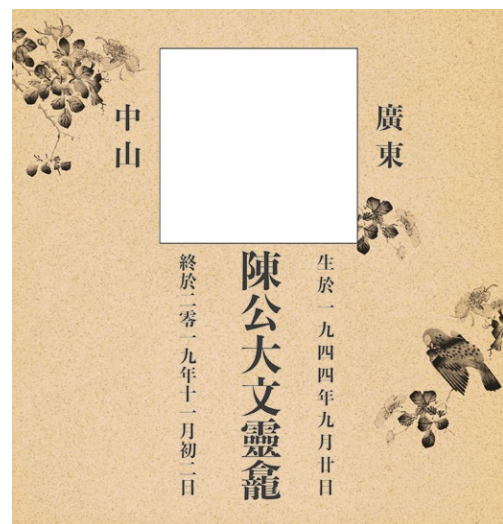 廣東
中山
生於一九四四年九月廿日
陳公大文靈龕
終於二零一九年十一月初二日